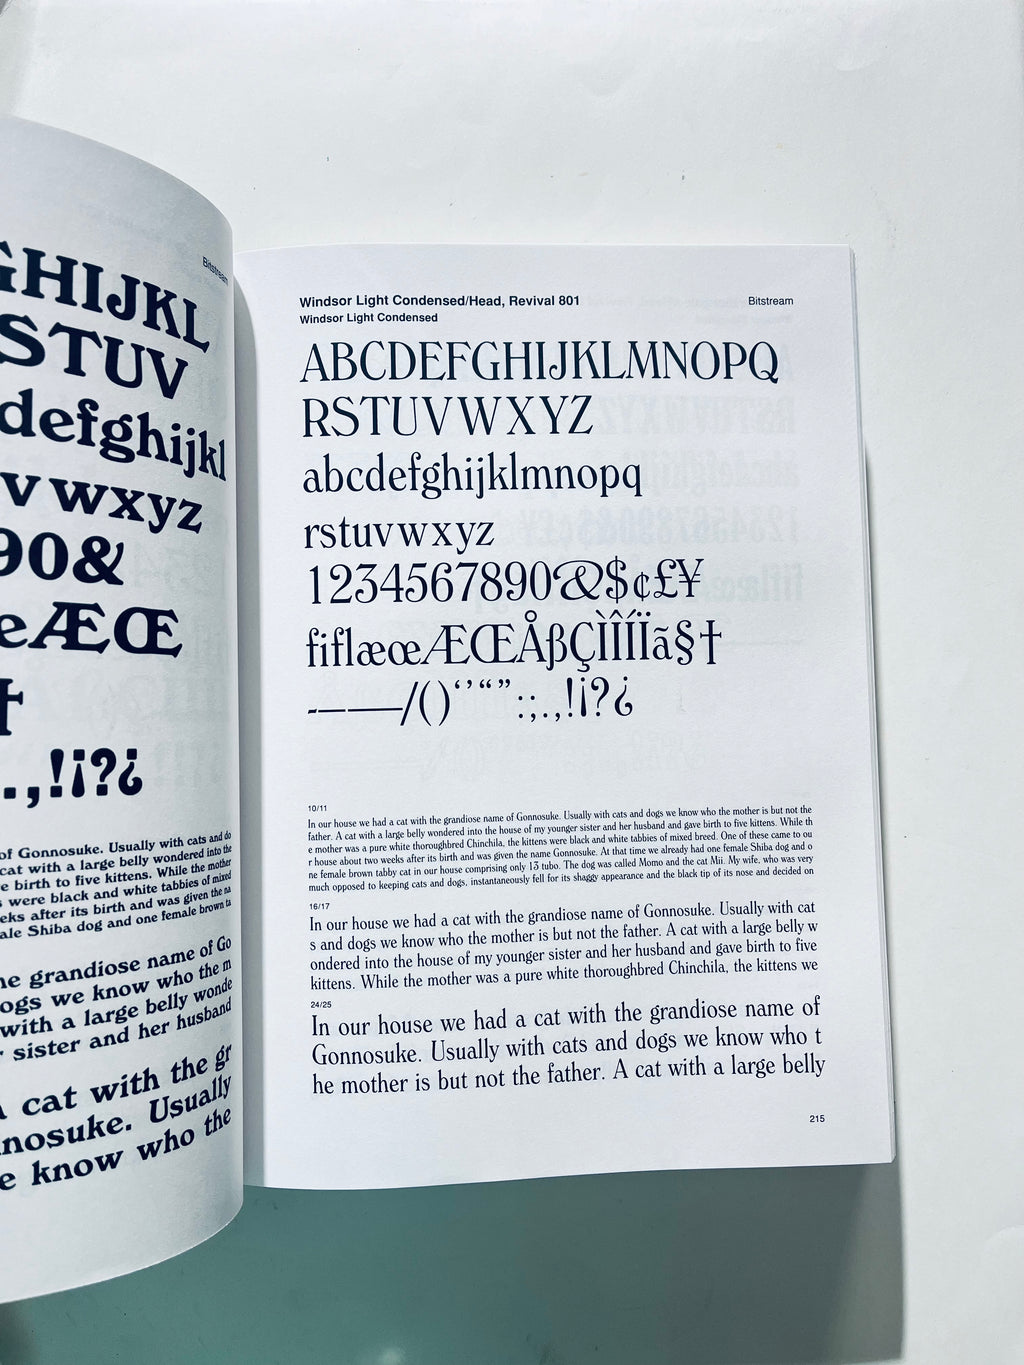 Bitstream
GHIJKL
STUV
defghijkl
vwxyz
90&
eÆŒ
†
.,!¡?¿
of Gonnosuke. Usually with cats and do
cat with a large belly wondered into the
e birth to five kittens. While the mother
s were black and white tabbies of mixed
eks after its birth and was given the na
ale Shiba dog and one female brown ta
he grandiose name of Go
ogs we know who the m
with a large belly wonde
r sister and her husband
A cat with the gr
nnosuke. Usually
e know who the
Windsor Light Condensed/Head, Revival 801 Bitstream
Windsor Light Condensed
ABCDEFGHIJKLMNOPQ
RSTUVWXYZ
abcdefghijklmnopq
rstuvwxyz
1234567890&$¢£¥
fiflæœÆŒÅßÇÌÎÍÏã§†
-–—/()‘’“”:;.,!¡?¿
10/11
In our house we had a cat with the grandiose name of Gonnosuke. Usually with cats and dogs we know who the mother is but not the
father. A cat with a large belly wondered into the house of my younger sister and her husband and gave birth to five kittens. While th
e mother was a pure white thoroughbred Chinchila, the kittens were black and white tabbies of mixed breed. One of these came to ou
r house about two weeks after its birth and was given the name Gonnosuke. At that time we already had one female Shiba dog and o
ne female brown tabby cat in our house comprising only 13 tubo. The dog was called Momo and the cat Mii. My wife, who was very
much opposed to keeping cats and dogs, instantaneously fell for its shaggy appearance and the black tip of its nose and decided on
16/17
In our house we had a cat with the grandiose name of Gonnosuke. Usually with cat
s and dogs we know who the mother is but not the father. A cat with a large belly w
ondered into the house of my younger sister and her husband and gave birth to five
kittens. While the mother was a pure white thoroughbred Chinchila, the kittens we
24/25
In our house we had a cat with the grandiose name of
Gonnosuke. Usually with cats and dogs we know who t
he mother is but not the father. A cat with a large belly
215